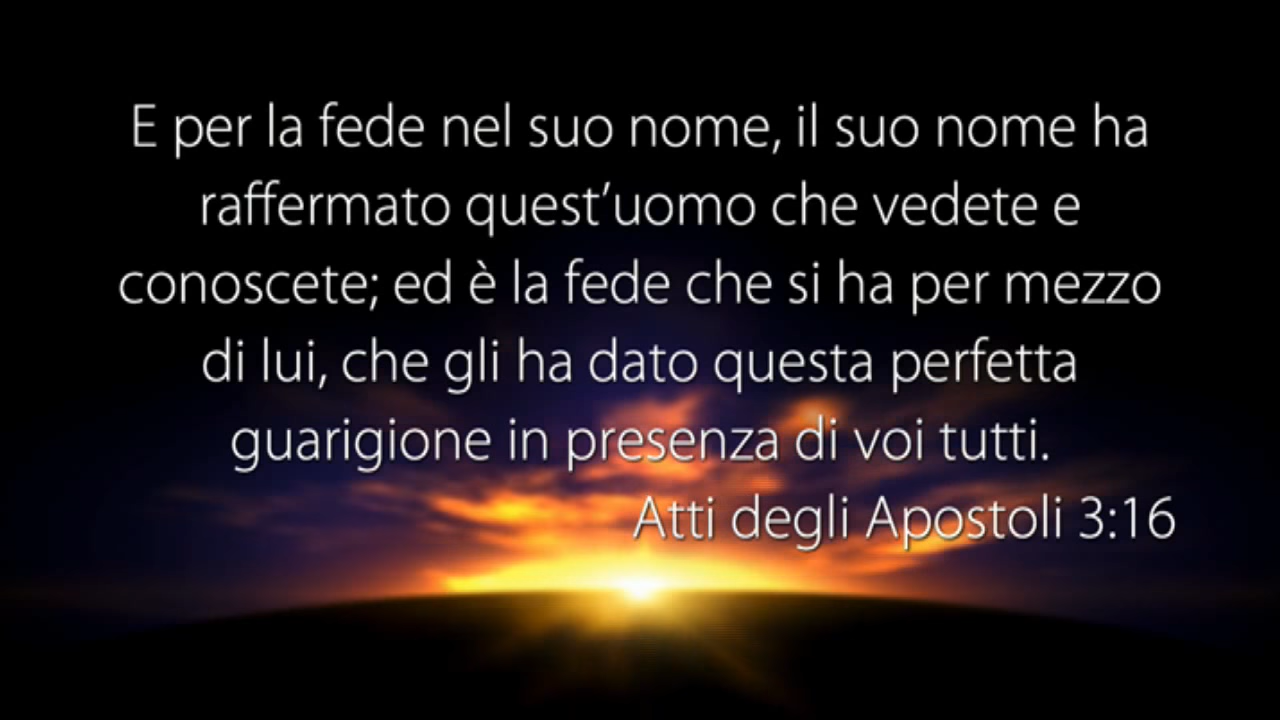 E per la fede nel suo nome, il suo nome ha
raffermato quest’uomo che vedete e
conoscete; ed è la fede che si ha per mezzo
di lui, che gli ha dato questa perfetta
guarigione in presenza di voi tutti.
Atti degli Apostoli 3:16